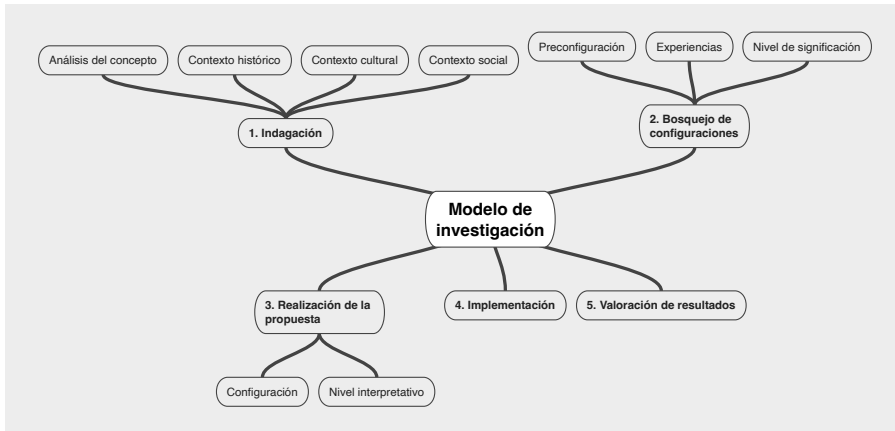 Análisis del concepto
Contexto histórico
Contexto cultural
Contexto social
Preconfiguración
Experiencias
Nivel de significación
1. Indagación
2. Bosquejo de
configuraciones
Modelo de
investigación
3. Realización de la
propuesta
4. Implementación
5. Valoración de resultados
Configuración
Nivel interpretativo